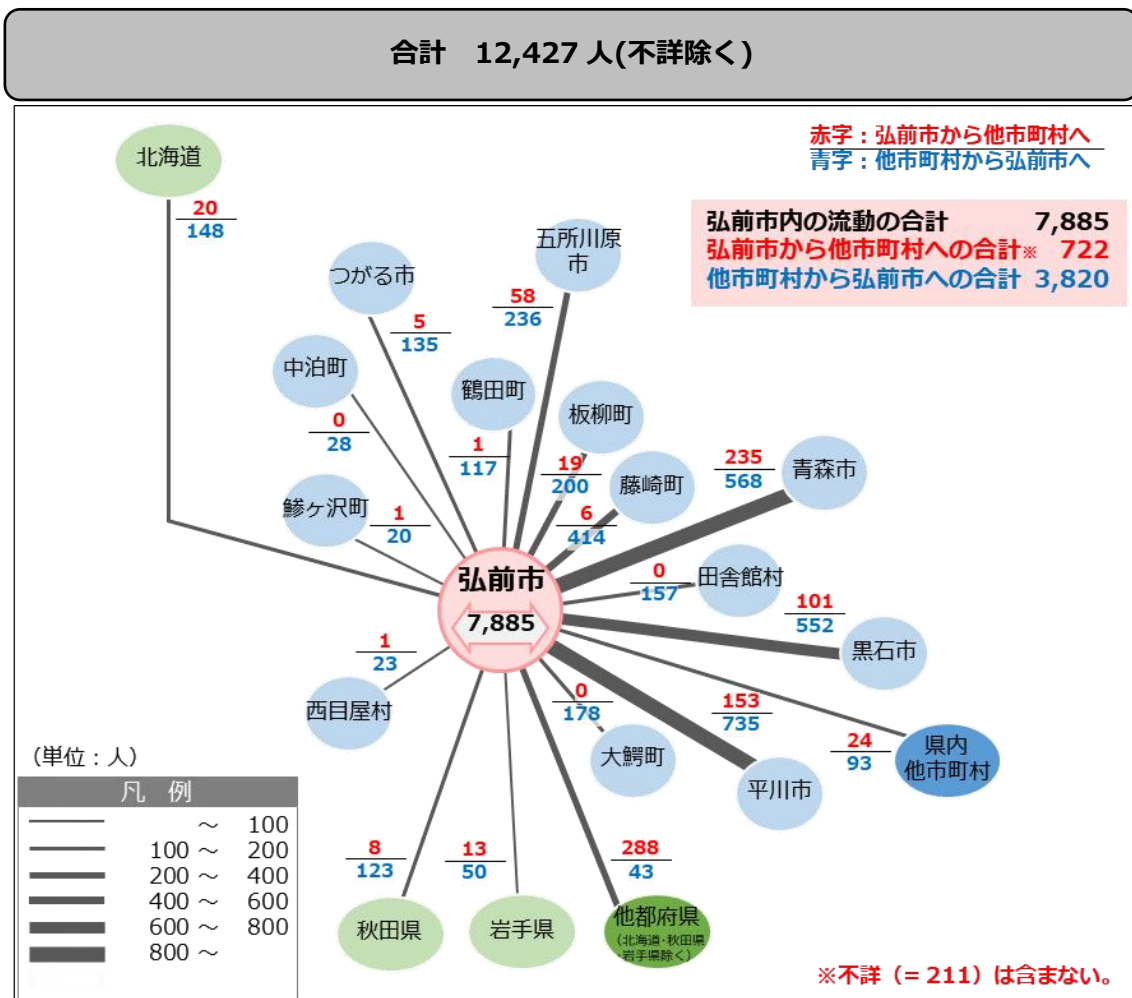 合計 12,427 人(不詳除く)
赤字：弘前市から他市町村へ
青字：他市町村から弘前市へ
弘前市内の流動の合計 7,885
弘前市から他市町村への合計※ 722
他市町村から弘前市への合計 3,820
北海道
20
148
つがる市
5
135
五所川原
市
58
236
中泊町
0
28
鶴田町
1
117
板柳町
19
200
藤崎町
6
414
青森市
235
568
鰺ヶ沢町
1
20
弘前市
7,885
田舎館村
0
157
黒石市
101
552
西目屋村
1
23
大鰐町
0
178
平川市
153
735
県内
他市町村
24
93
秋田県
8
123
岩手県
13
50
他都府県
(北海道・秋田県
・岩手県除く)
288
43
（単位：人）
凡 例
～ 100
100 ～ 200
200 ～ 400
400 ～ 600
600 ～ 800
800 ～
※不詳（= 211）は含まない。